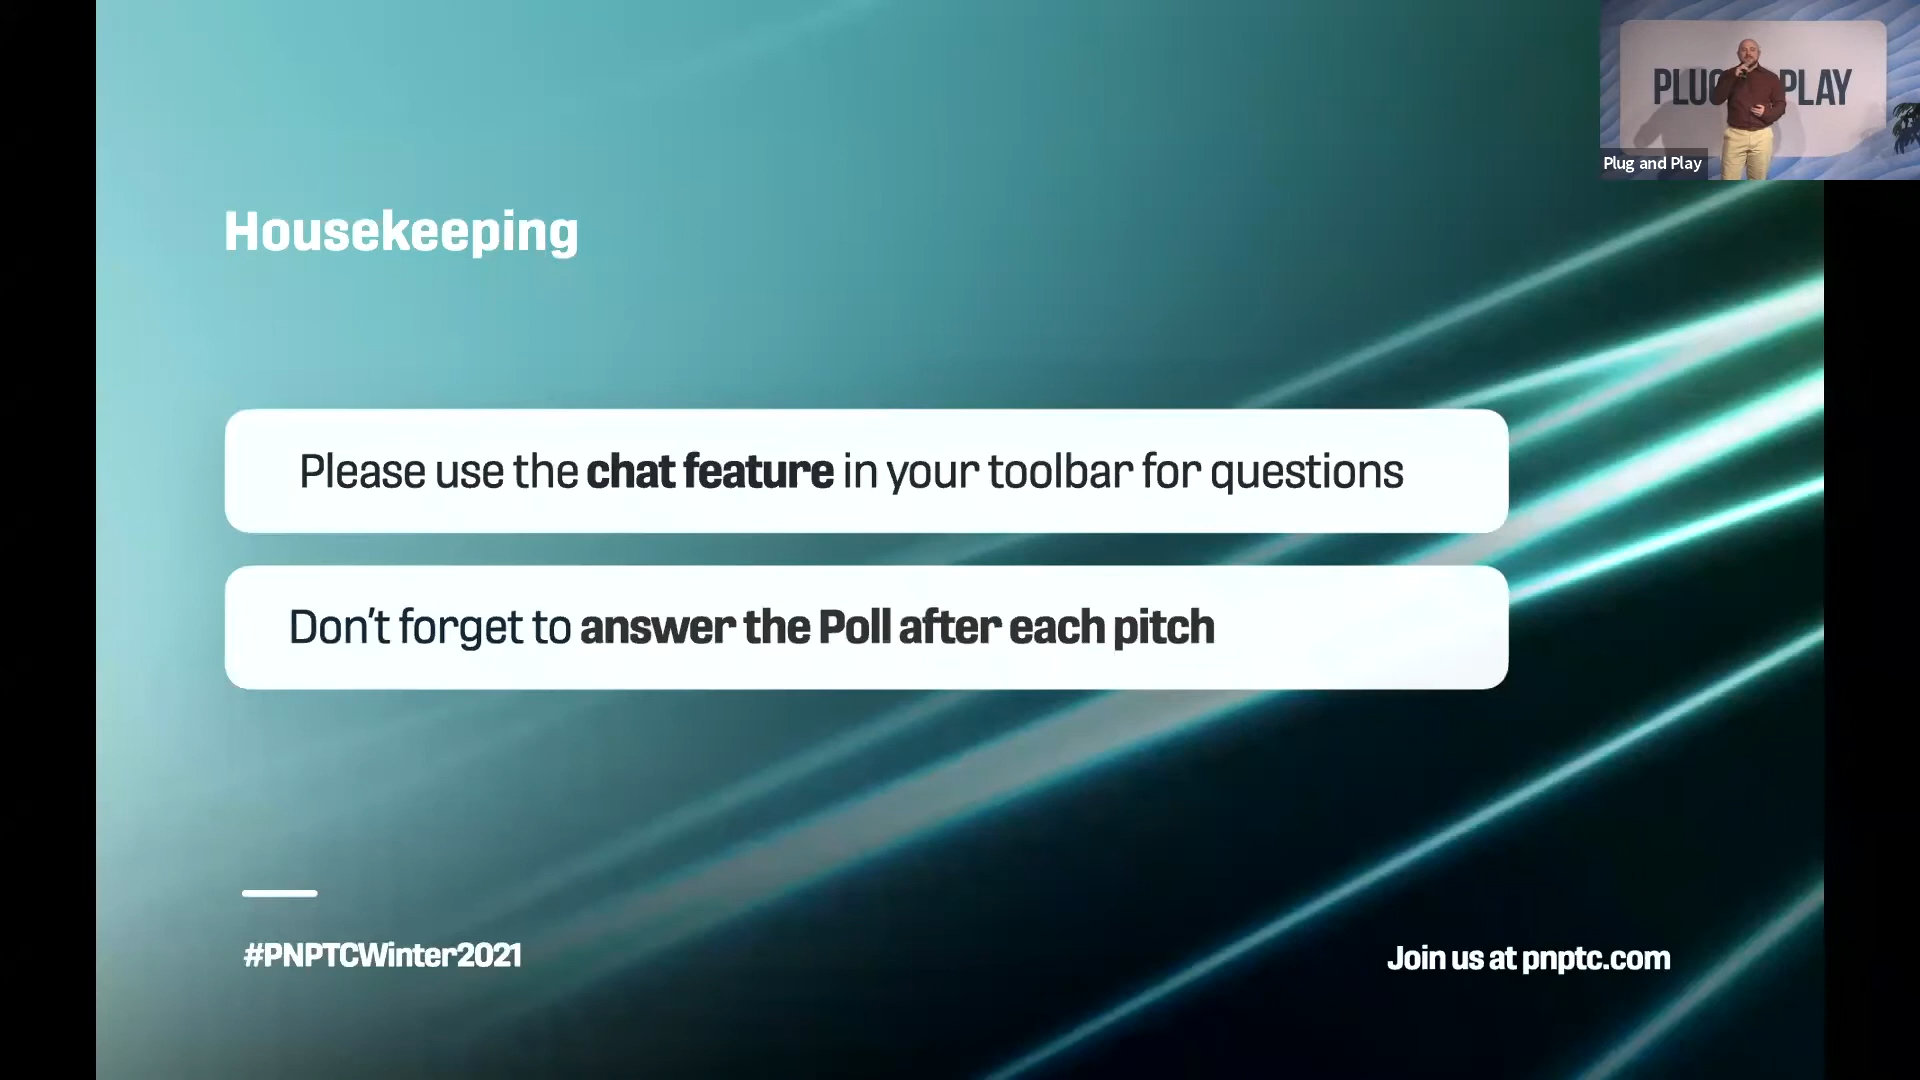 PLUG PLAY
Plug and Play
Housekeeping
Please use the chat feature in your toolbar for questions
Don't forget to answer the Poll after each pitch
#PNPTCWinter2021
Join us at pnptc.com